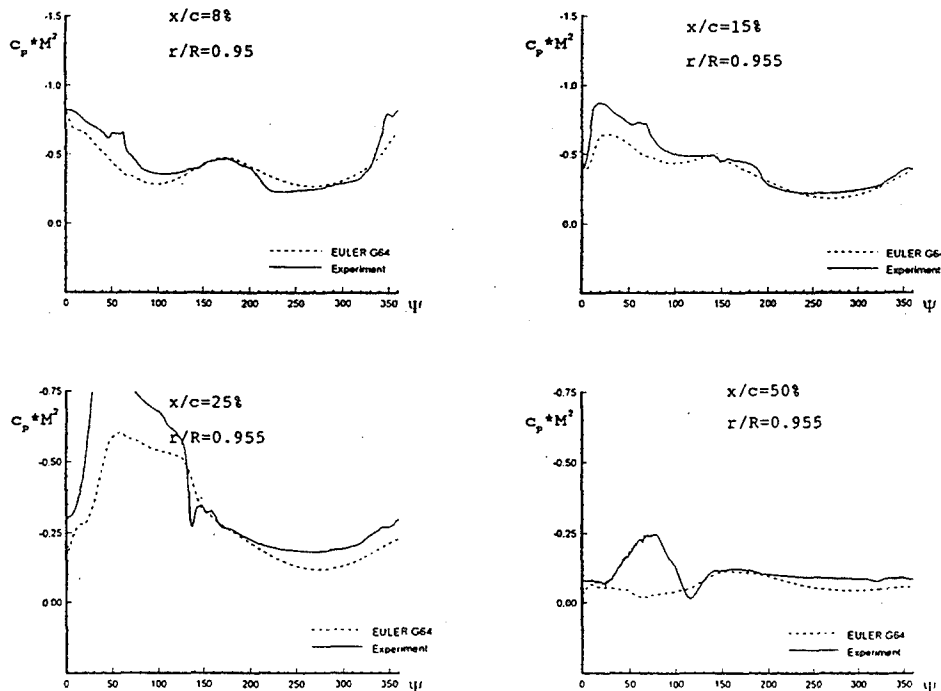 -1.5
x/c=8%
c_p *M²
r/R=0.95
-1.0
-0.5
0.0
EULER G64
Experiment
0 50 100 150 200 250 300 350 Ψ
-1.5
x/c=15%
c_p *M²
r/R=0.955
-1.0
-0.5
0.0
EULER G64
Experiment
0 50 100 150 200 250 300 350 Ψ
-0.75
x/c=25%
c_p *M²
r/R=0.955
-0.50
-0.25
0.00
EULER G64
Experiment
0 50 100 150 200 250 300 350 Ψ
-0.75
x/c=50%
c_p *M²
r/R=0.955
-0.50
-0.25
0.00
EULER G64
Experiment
0 50 100 150 200 250 300 350 Ψ